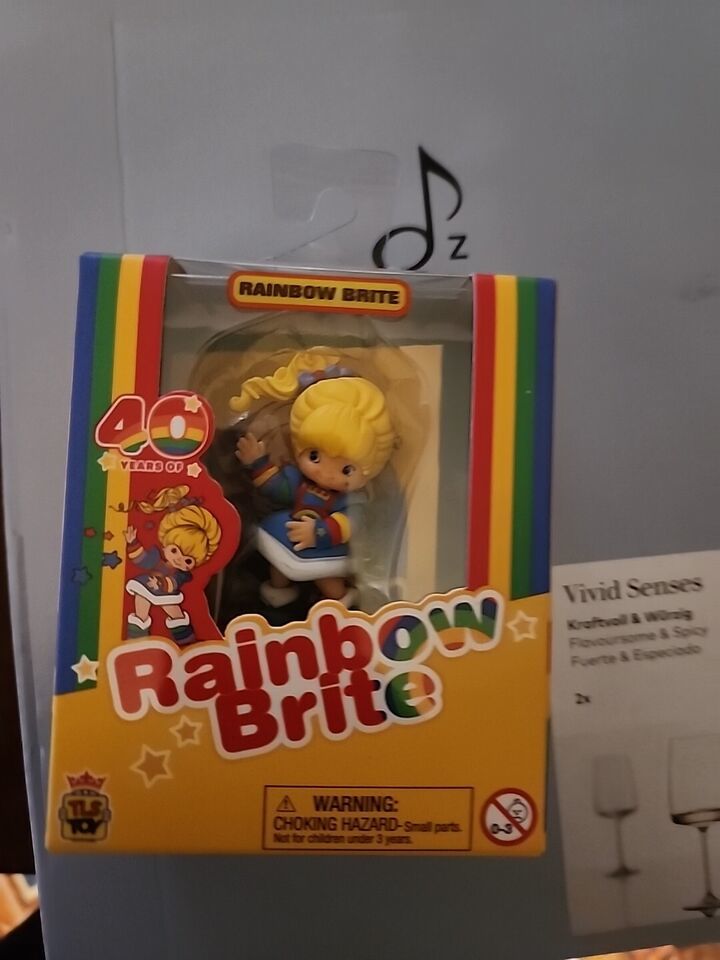 z
RAINBOW BRITE
40
YEARS OF
Rainbow
Brite
TLS
TOY
WARNING:
CHOKING HAZARD-Small parts.
Not for children under 3 years.
0-3
Vivid Senses
Kraftvoll & Würzig
Flavoursome & Spicy
Fuerte & Especiado
2x